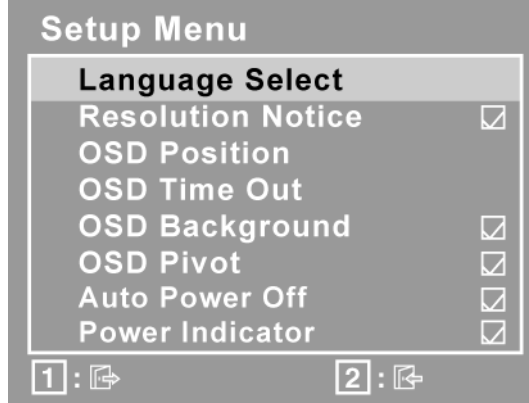 Setup Menu
Language Select
Resolution Notice
OSD Position
OSD Time Out
OSD Background
OSD Pivot
Auto Power Off
Power Indicator
1 : 2 :